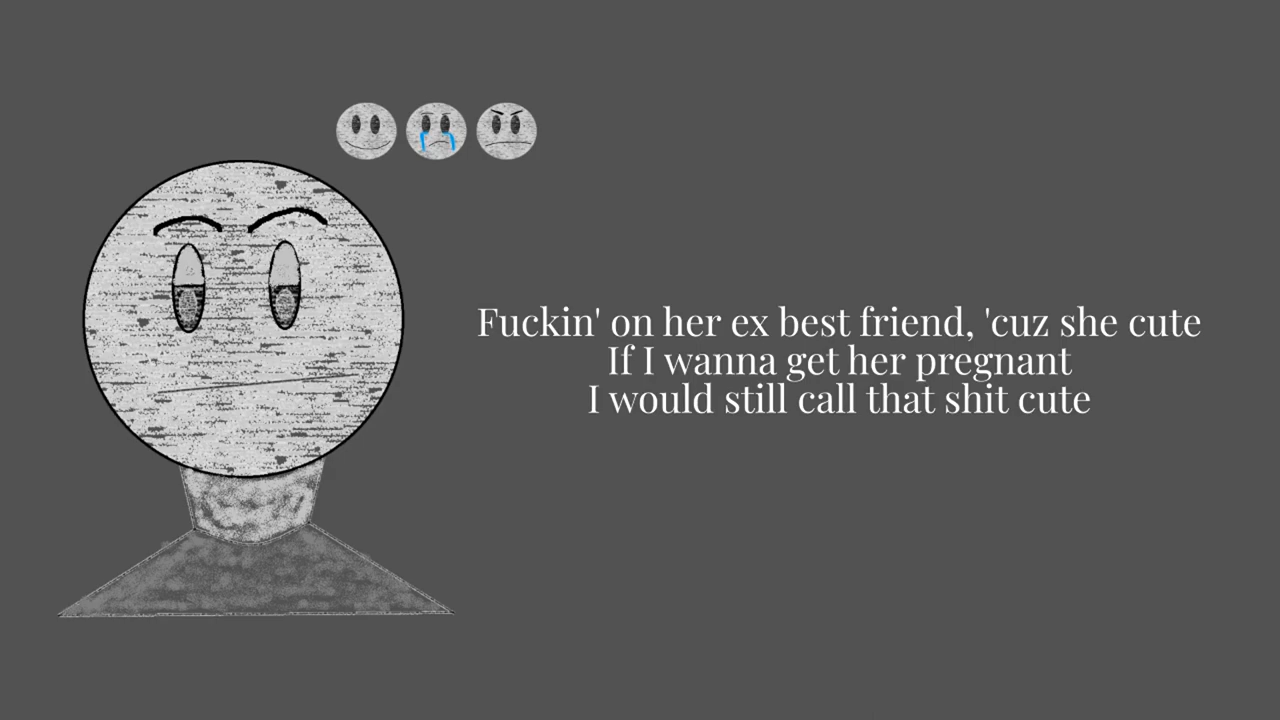 Fuckin' on her ex best friend, 'cuz she cute
If I wanna get her pregnant
I would still call that shit cute